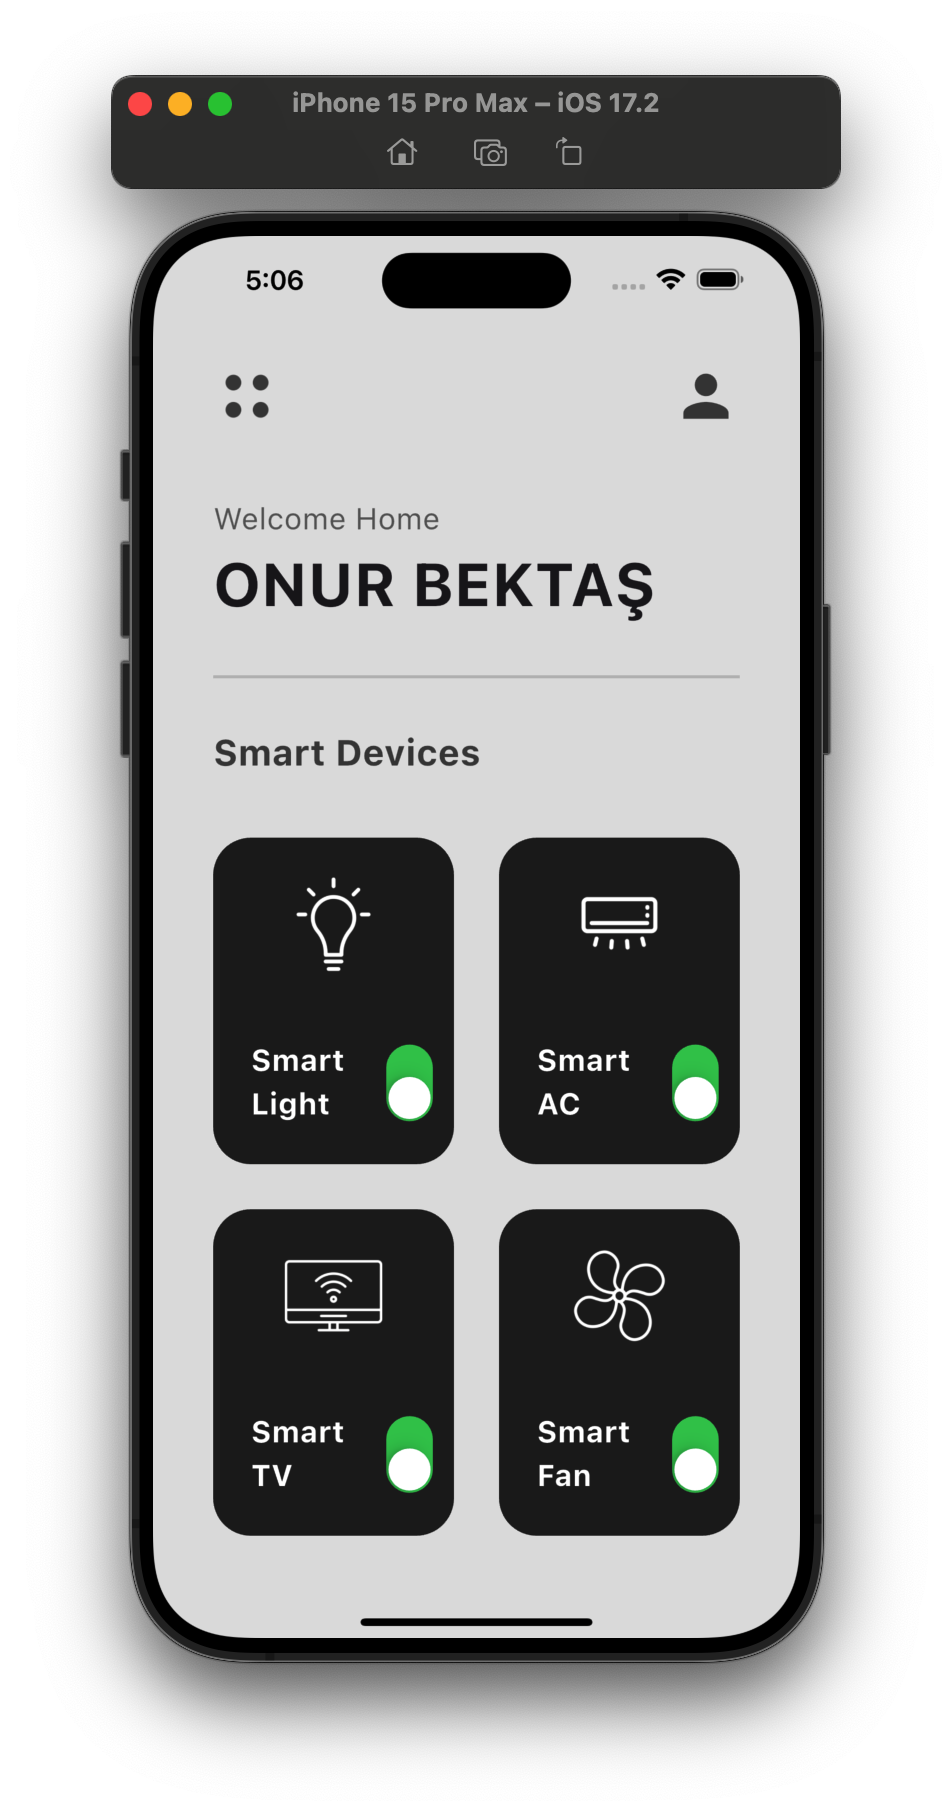 iPhone 15 Pro Max – iOS 17.2
5:06
Welcome Home
ONUR BEKTAŞ
Smart Devices
Smart
Light
Smart
AC
Smart
TV
Smart
Fan